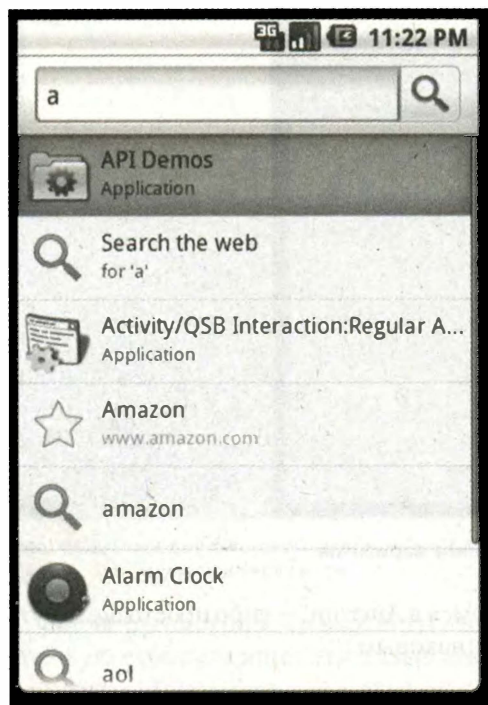 3G
11:22 PM
a
API Demos
Application
Search the web
for 'a'
Activity/QSB Interaction:Regular A...
Application
Amazon
www.amazon.com
amazon
Alarm Clock
Application
aol